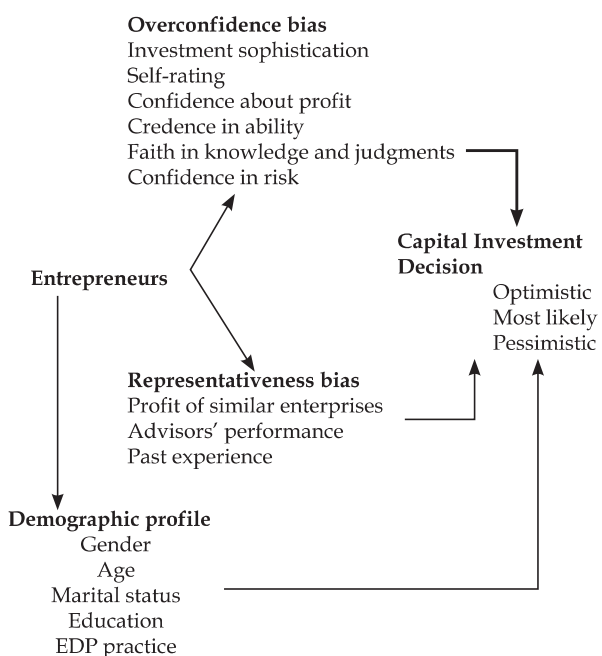 Overconfidence bias
Investment sophistication
Self-rating
Confidence about profit
Credence in ability
Faith in knowledge and judgments
Confidence in risk
Capital Investment
Decision
Optimistic
Most likely
Pessimistic
Entrepreneurs
Representativeness bias
Profit of similar enterprises
Advisors’ performance
Past experience
Demographic profile
Gender
Age
Marital status
Education
EDP practice